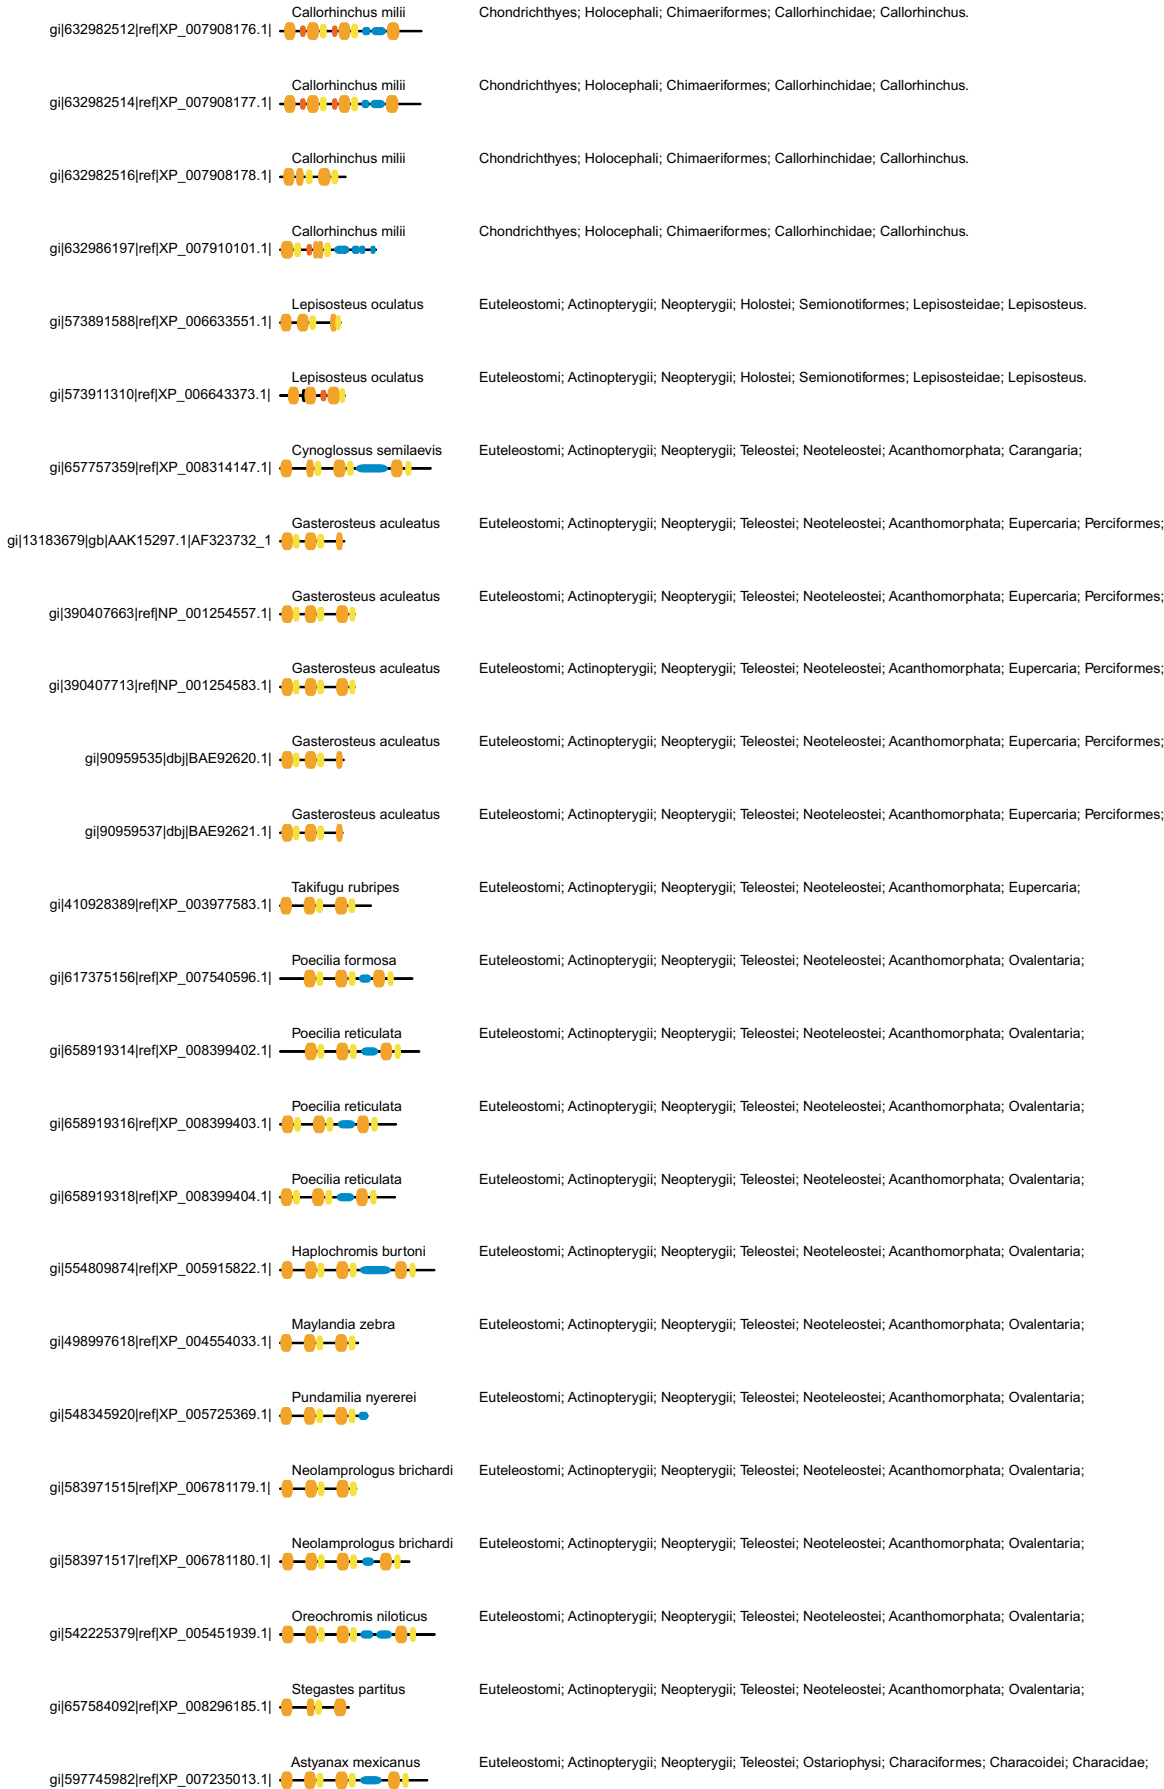 Callorhinchus milii Chondrichthyes; Holocephali; Chimaeriformes; Callorhinchidae; Callorhinchus.
gi|632982512|ref|XP_007908176.1|
Callorhinchus milii Chondrichthyes; Holocephali; Chimaeriformes; Callorhinchidae; Callorhinchus.
gi|632982514|ref|XP_007908177.1|
Callorhinchus milii Chondrichthyes; Holocephali; Chimaeriformes; Callorhinchidae; Callorhinchus.
gi|632982516|ref|XP_007908178.1|
Callorhinchus milii Chondrichthyes; Holocephali; Chimaeriformes; Callorhinchidae; Callorhinchus.
gi|632986197|ref|XP_007910101.1|
Lepisosteus oculatus Euteleostomi; Actinopterygii; Neopterygii; Holostei; Semionotiformes; Lepisosteidae; Lepisosteus.
gi|573891588|ref|XP_006633551.1|
Lepisosteus oculatus Euteleostomi; Actinopterygii; Neopterygii; Holostei; Semionotiformes; Lepisosteidae; Lepisosteus.
gi|573911310|ref|XP_006643373.1|
Cynoglossus semilaevis Euteleostomi; Actinopterygii; Neopterygii; Teleostei; Neoteleostei; Acanthomorphata; Carangaria;
gi|657757359|ref|XP_008314147.1|
Gasterosteus aculeatus Euteleostomi; Actinopterygii; Neopterygii; Teleostei; Neoteleostei; Acanthomorphata; Eupercaria; Perciformes;
gi|13183679|gb|AAK15297.1|AF323732_1
Gasterosteus aculeatus Euteleostomi; Actinopterygii; Neopterygii; Teleostei; Neoteleostei; Acanthomorphata; Eupercaria; Perciformes;
gi|390407663|ref|NP_001254557.1|
Gasterosteus aculeatus Euteleostomi; Actinopterygii; Neopterygii; Teleostei; Neoteleostei; Acanthomorphata; Eupercaria; Perciformes;
gi|390407713|ref|NP_001254583.1|
Gasterosteus aculeatus Euteleostomi; Actinopterygii; Neopterygii; Teleostei; Neoteleostei; Acanthomorphata; Eupercaria; Perciformes;
gi|90959535|dbj|BAE92620.1|
Gasterosteus aculeatus Euteleostomi; Actinopterygii; Neopterygii; Teleostei; Neoteleostei; Acanthomorphata; Eupercaria; Perciformes;
gi|90959537|dbj|BAE92621.1|
Takifugu rubripes Euteleostomi; Actinopterygii; Neopterygii; Teleostei; Neoteleostei; Acanthomorphata; Eupercaria;
gi|410928389|ref|XP_003977583.1|
Poecilia formosa Euteleostomi; Actinopterygii; Neopterygii; Teleostei; Neoteleostei; Acanthomorphata; Ovalentaria;
gi|617375156|ref|XP_007540596.1|
Poecilia reticulata Euteleostomi; Actinopterygii; Neopterygii; Teleostei; Neoteleostei; Acanthomorphata; Ovalentaria;
gi|658919314|ref|XP_008399402.1|
Poecilia reticulata Euteleostomi; Actinopterygii; Neopterygii; Teleostei; Neoteleostei; Acanthomorphata; Ovalentaria;
gi|658919316|ref|XP_008399403.1|
Poecilia reticulata Euteleostomi; Actinopterygii; Neopterygii; Teleostei; Neoteleostei; Acanthomorphata; Ovalentaria;
gi|658919318|ref|XP_008399404.1|
Haplochromis burtoni Euteleostomi; Actinopterygii; Neopterygii; Teleostei; Neoteleostei; Acanthomorphata; Ovalentaria;
gi|554809874|ref|XP_005915822.1|
Maylandia zebra Euteleostomi; Actinopterygii; Neopterygii; Teleostei; Neoteleostei; Acanthomorphata; Ovalentaria;
gi|498997618|ref|XP_004554033.1|
Pundamilia nyererei Euteleostomi; Actinopterygii; Neopterygii; Teleostei; Neoteleostei; Acanthomorphata; Ovalentaria;
gi|548345920|ref|XP_005725369.1|
Neolamprologus brichardi Euteleostomi; Actinopterygii; Neopterygii; Teleostei; Neoteleostei; Acanthomorphata; Ovalentaria;
gi|583971515|ref|XP_006781179.1|
Neolamprologus brichardi Euteleostomi; Actinopterygii; Neopterygii; Teleostei; Neoteleostei; Acanthomorphata; Ovalentaria;
gi|583971517|ref|XP_006781180.1|
Oreochromis niloticus Euteleostomi; Actinopterygii; Neopterygii; Teleostei; Neoteleostei; Acanthomorphata; Ovalentaria;
gi|542225379|ref|XP_005451939.1|
Stegastes partitus Euteleostomi; Actinopterygii; Neopterygii; Teleostei; Neoteleostei; Acanthomorphata; Ovalentaria;
gi|657584092|ref|XP_008296185.1|
Astyanax mexicanus Euteleostomi; Actinopterygii; Neopterygii; Teleostei; Ostariophysi; Characiformes; Characoidei; Characidae;
gi|597745982|ref|XP_007235013.1|